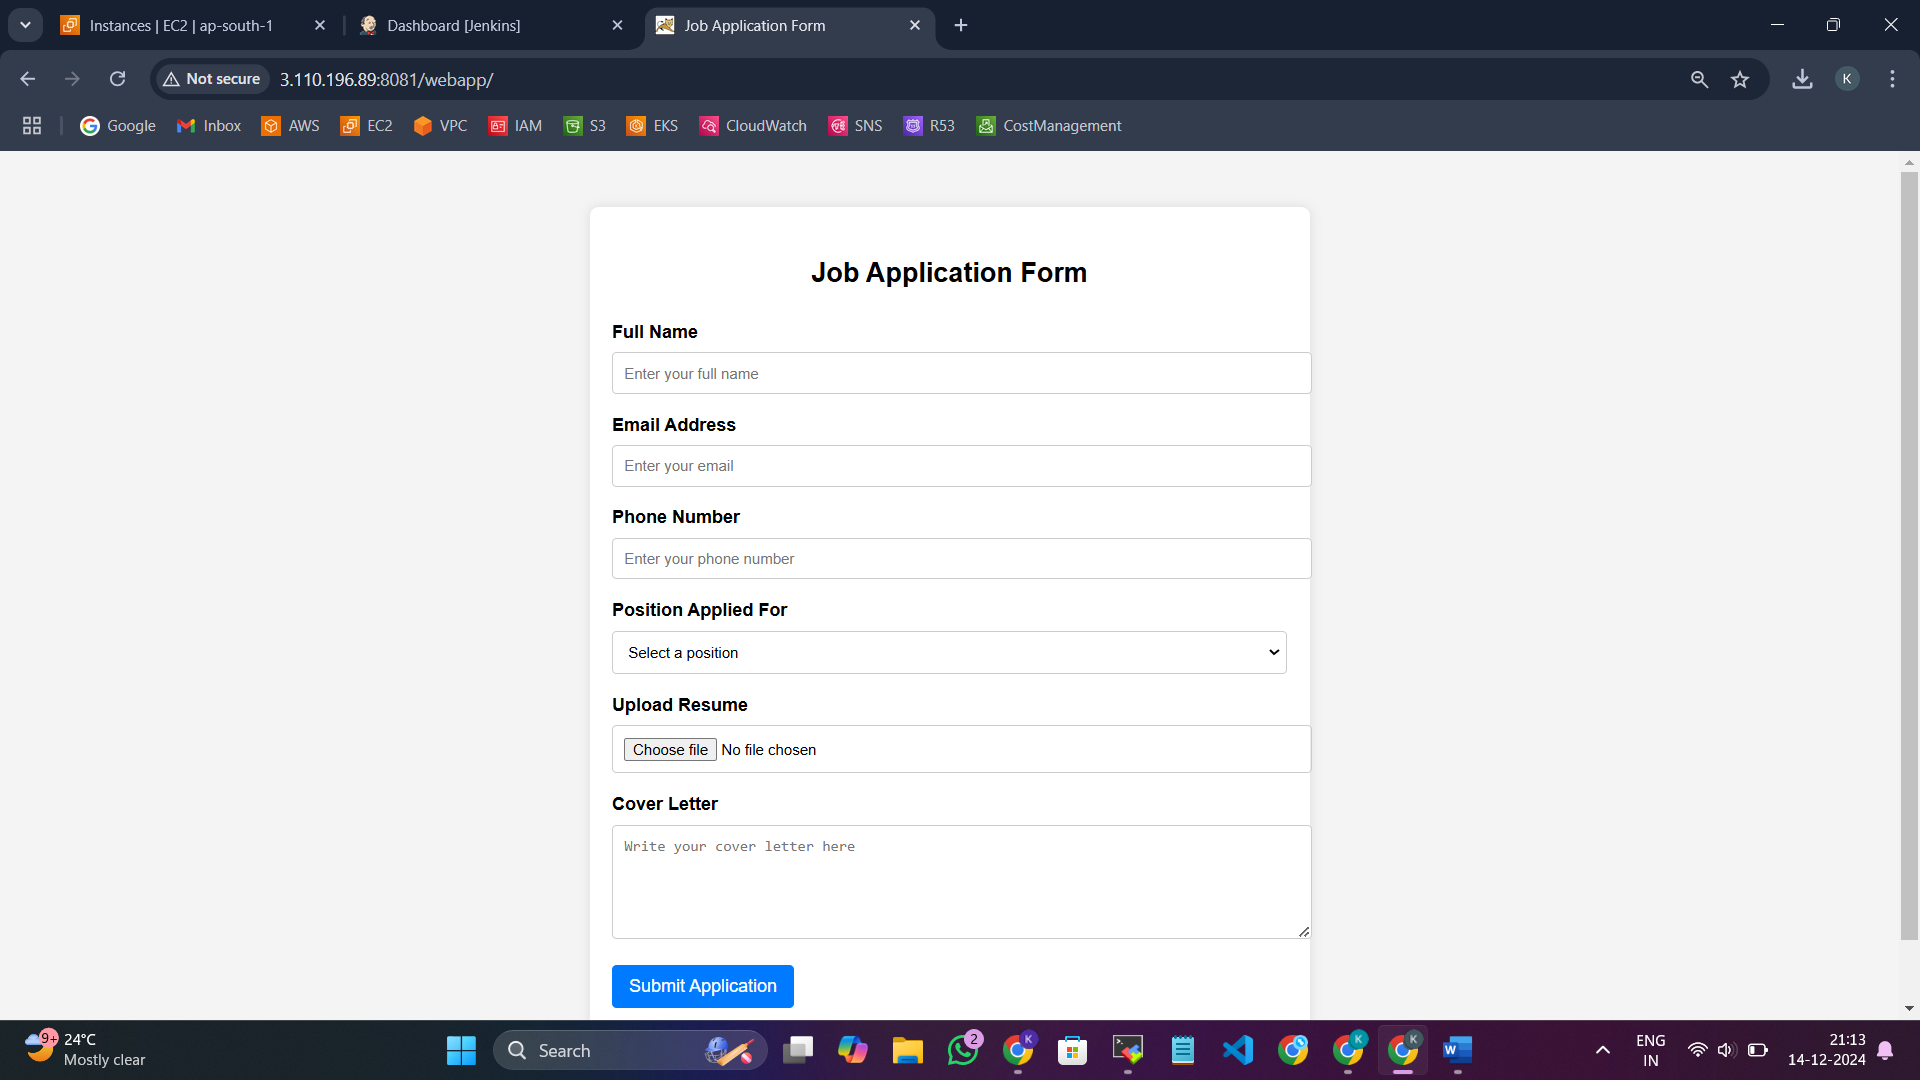 Instances | EC2 | ap-south-1
Dashboard [Jenkins]
Job Application Form
Not secure
3.110.196.89:8081/webapp/
K
Google
Inbox
AWS
EC2
VPC
IAM
S3
EKS
CloudWatch
SNS
R53
CostManagement
Job Application Form
Full Name
Enter your full name
Email Address
Enter your email
Phone Number
Enter your phone number
Position Applied For
Select a position
Upload Resume
Choose file No file chosen
Cover Letter
Write your cover letter here
Submit Application
9+
24°C
Mostly clear
Search
2
K
K
K
W
ENG
IN
21:13
14-12-2024